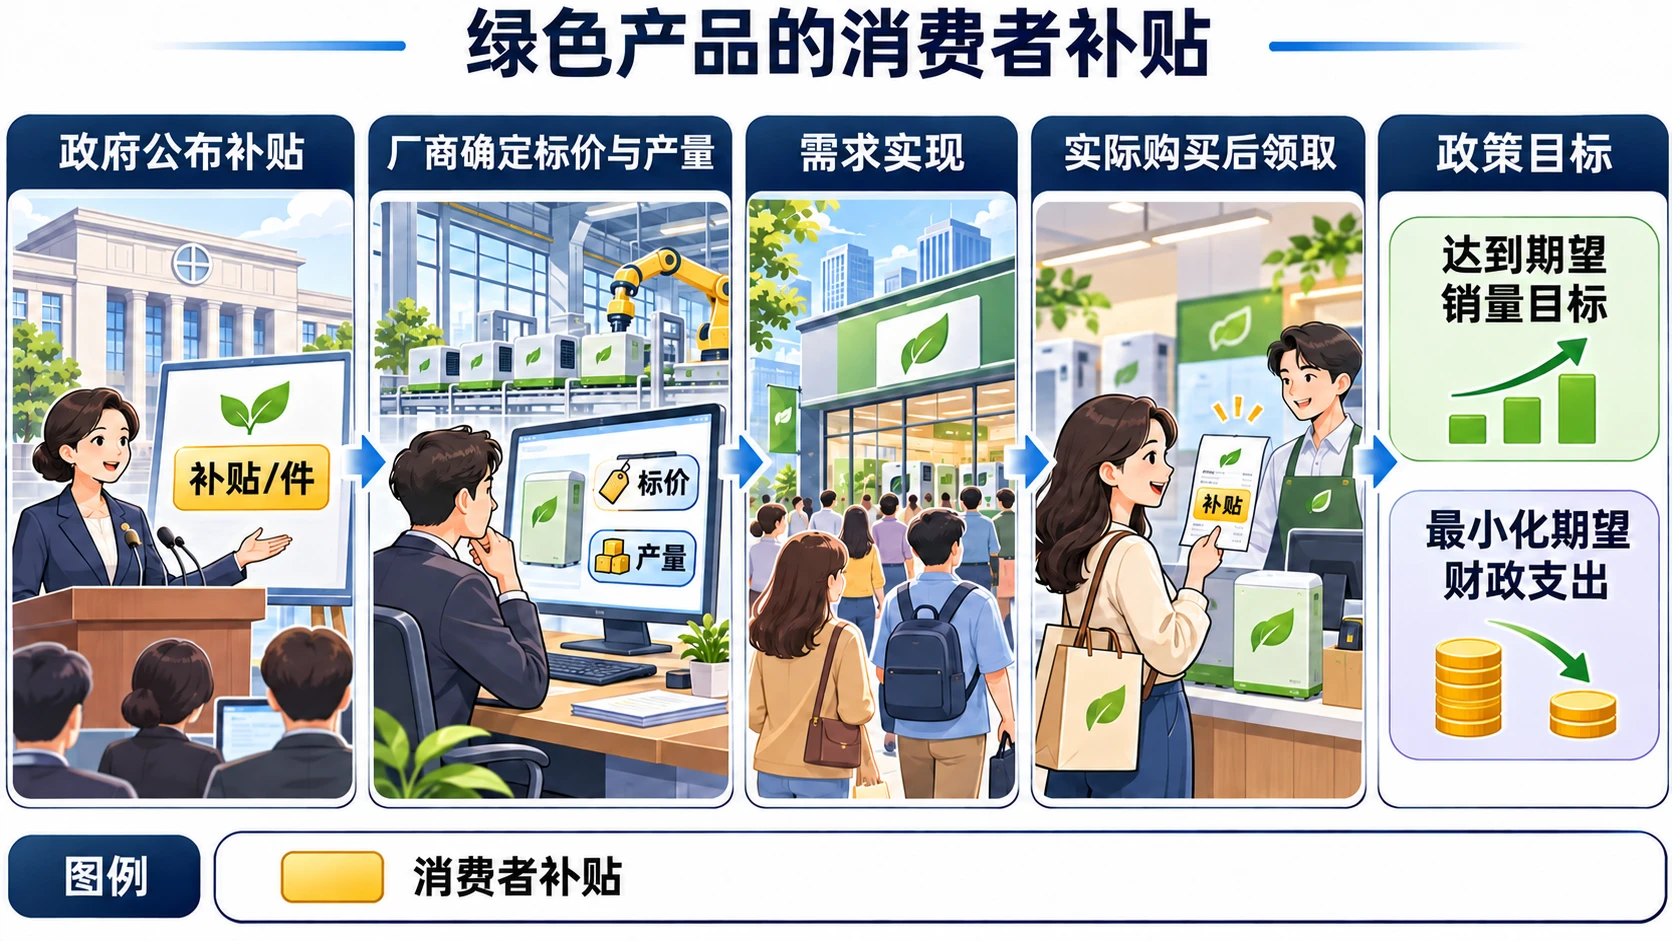 绿色产品的消费者补贴
政府公布补贴
补贴/件
厂商确定标价与产量
标价
产量
需求实现
实际购买后领取
补贴
政策目标
达到期望
销量目标
最小化期望
财政支出
图例
消费者补贴